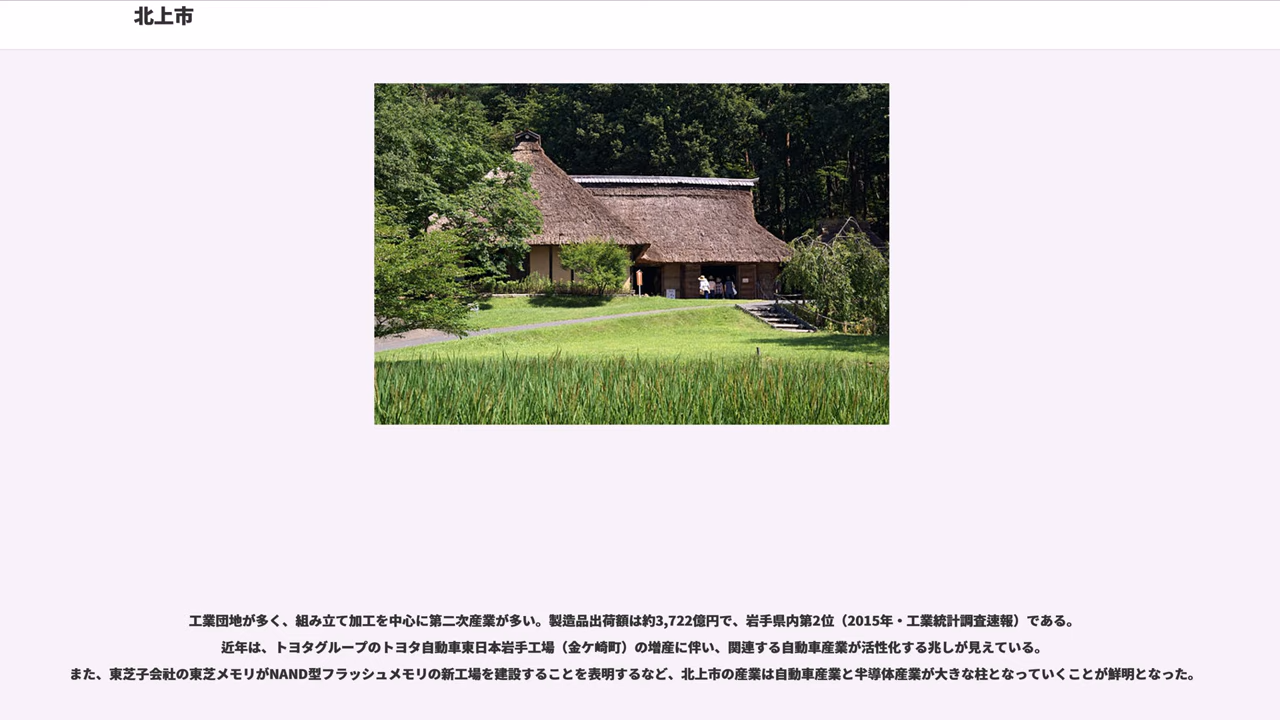 北上市
工業団地が多く、組み立て加工を中心に第二次産業が多い。製造品出荷額は約3,722億円で、岩手県内第2位（2015年・工業統計調査速報）である。
近年は、トヨタグループのトヨタ自動車東日本岩手工場（金ケ崎町）の増産に伴い、関連する自動車産業が活性化する兆しが見えている。
また、東芝子会社の東芝メモリがNAND型フラッシュメモリの新工場を建設することを表明するなど、北上市の産業は自動車産業と半導体産業が大きな柱となっていくことが鮮明となった。